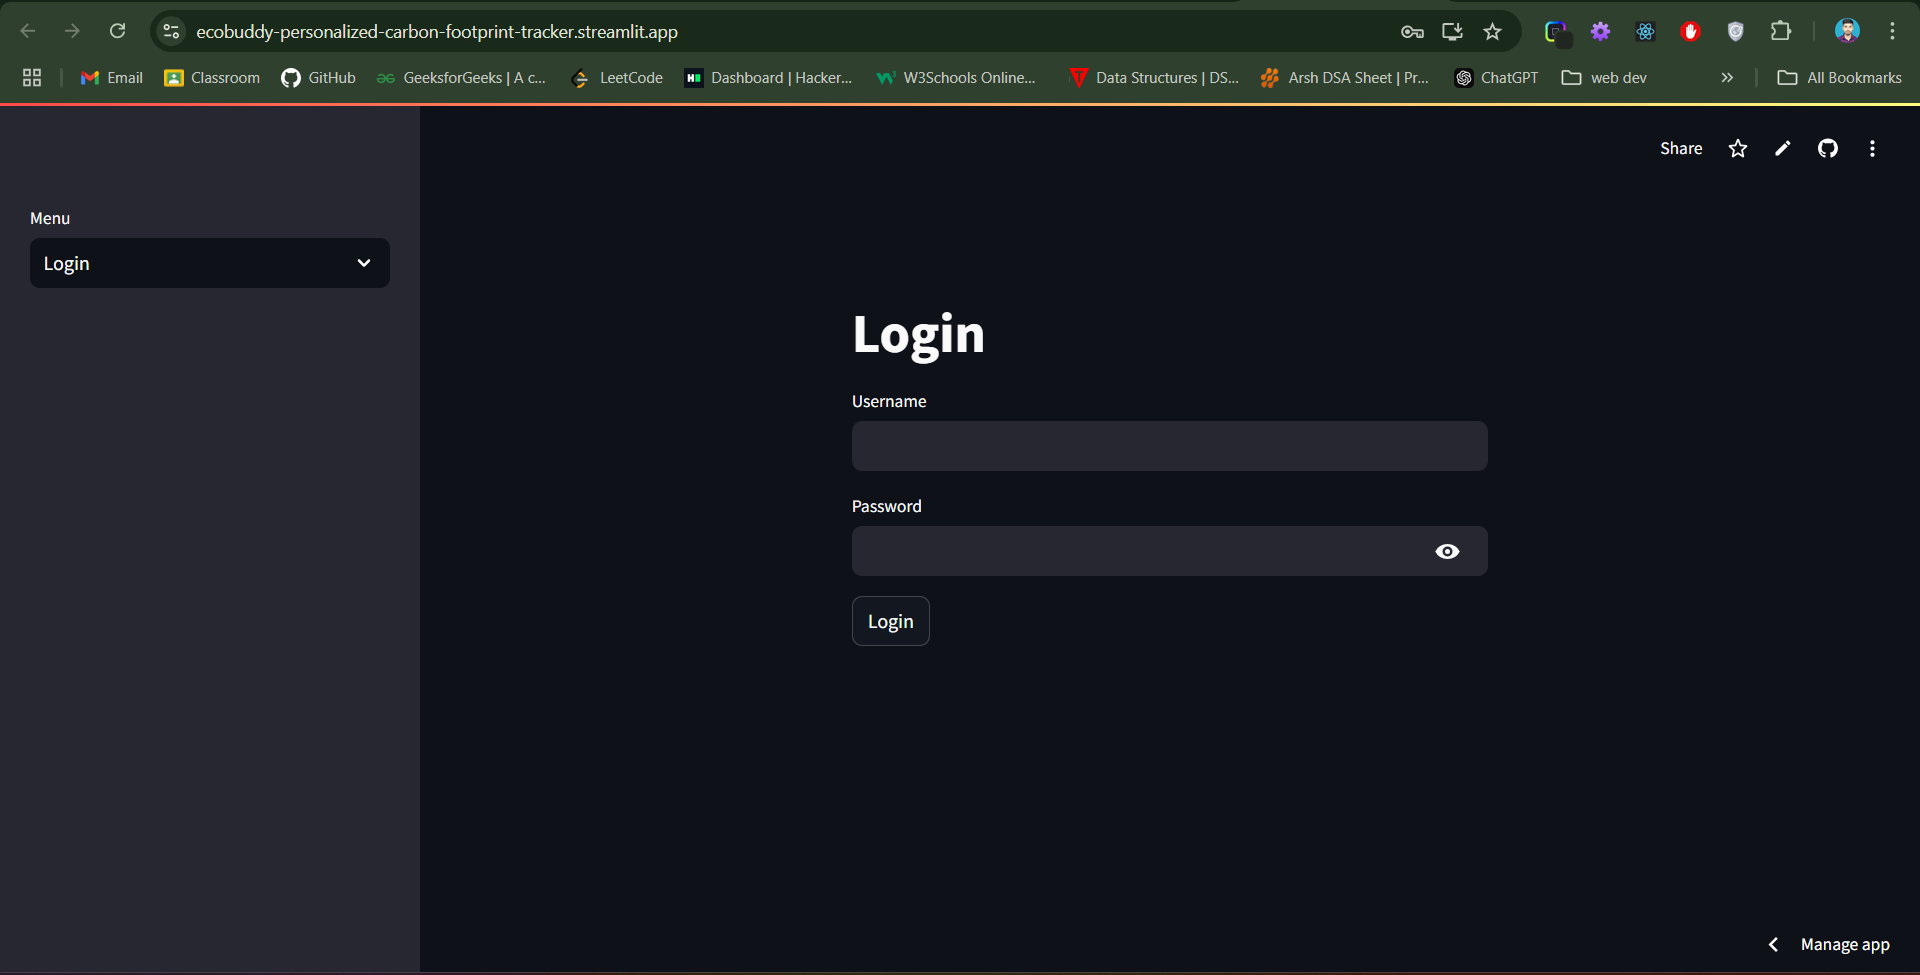 ecobuddy-personalized-carbon-footprint-tracker.streamlit.app
Email Classroom GitHub GeeksforGeeks | A c... LeetCode Dashboard | Hacker... W3Schools Online... Data Structures | DS... Arsh DSA Sheet | Pr... ChatGPT web dev All Bookmarks
Share
Menu
Login
Login
Username
Password
Login
Manage app